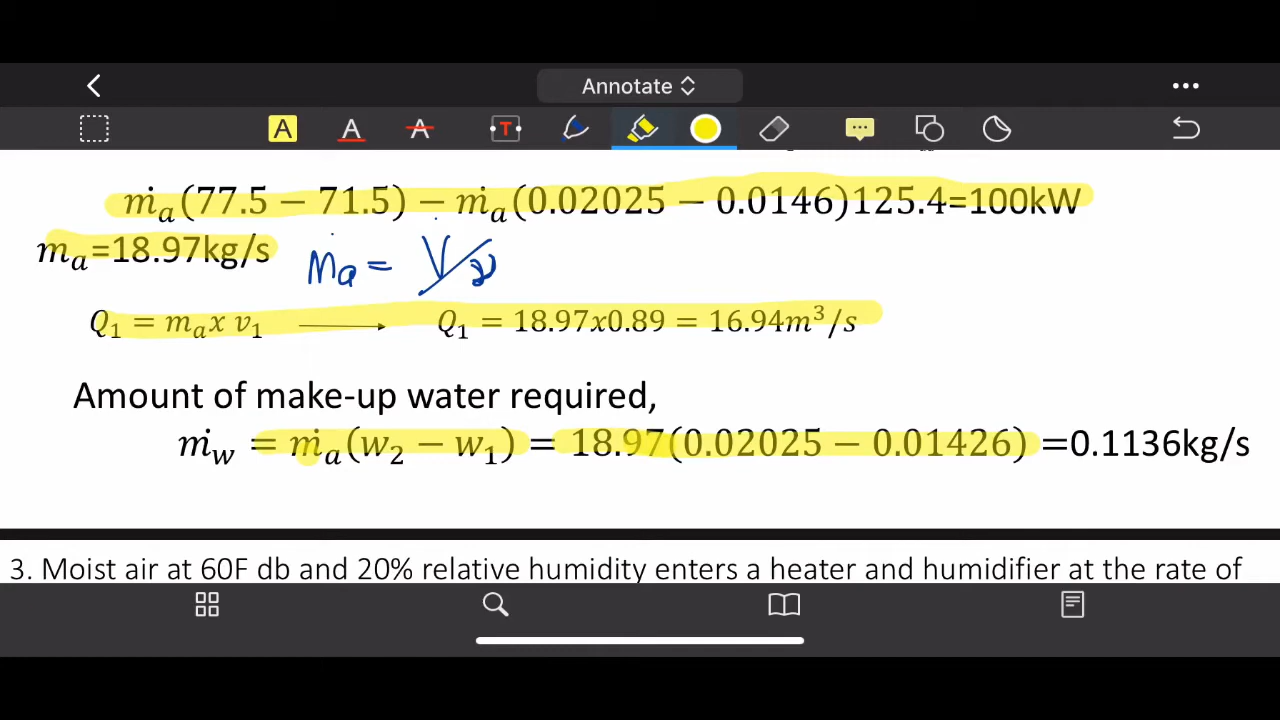 Annotate
A A A T
ṁₐ(77.5 − 71.5) − ṁₐ(0.02025 − 0.0146)125.4=100kW
mₐ=18.97kg/s
Ma = V/v
Q₁ = mₐx v₁ ⟶ Q₁ = 18.97x0.89 = 16.94m³/s
Amount of make-up water required,
ṁ_w = ṁₐ(w₂ − w₁) = 18.97(0.02025 − 0.01426) =0.1136kg/s
3. Moist air at 60F db and 20% relative humidity enters a heater and humidifier at the rate of